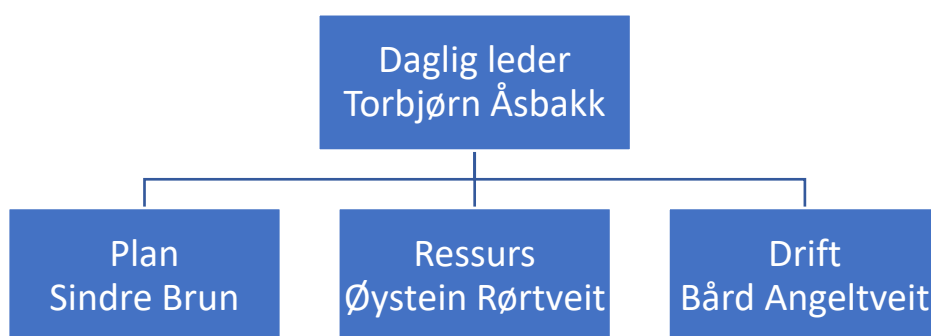 Daglig leder
Torbjørn Åsbakk
Plan
Sindre Brun
Ressurs
Øystein Rørtveit
Drift
Bård Angeltveit